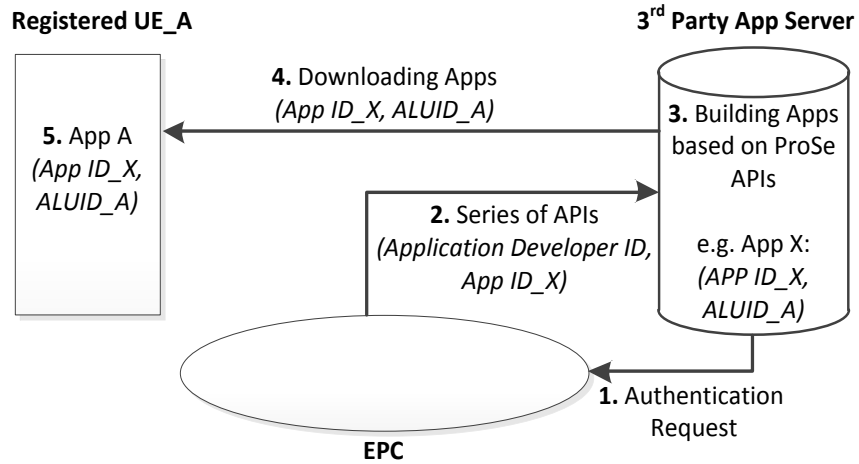 Registered UE_A
3rd Party App Server
4. Downloading Apps
(App ID_X, ALUID_A)
5. App A
(App ID_X,
ALUID_A)
3. Building Apps
based on ProSe
APIs
e.g. App X:
(APP ID_X,
ALUID_A)
2. Series of APIs
(Application Developer ID,
App ID_X)
1. Authentication
Request
EPC